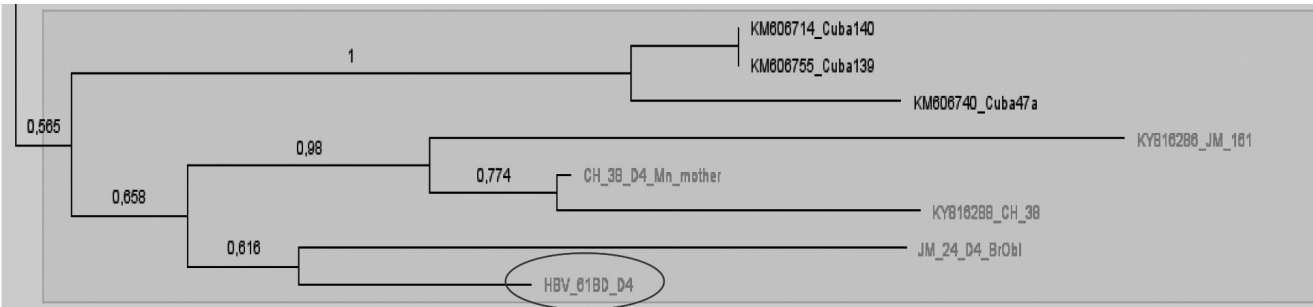 KM606714_Cuba140
1
KM606755_Cuba139
KM606740_Cuba47a
0,565
KY816286_JM_161
0,98
0,774
CH_38_D4_Mn_mother
0,658
KY816288_CH_38
0,616
JM_24_D4_BrObl
HBV_61BD_D4